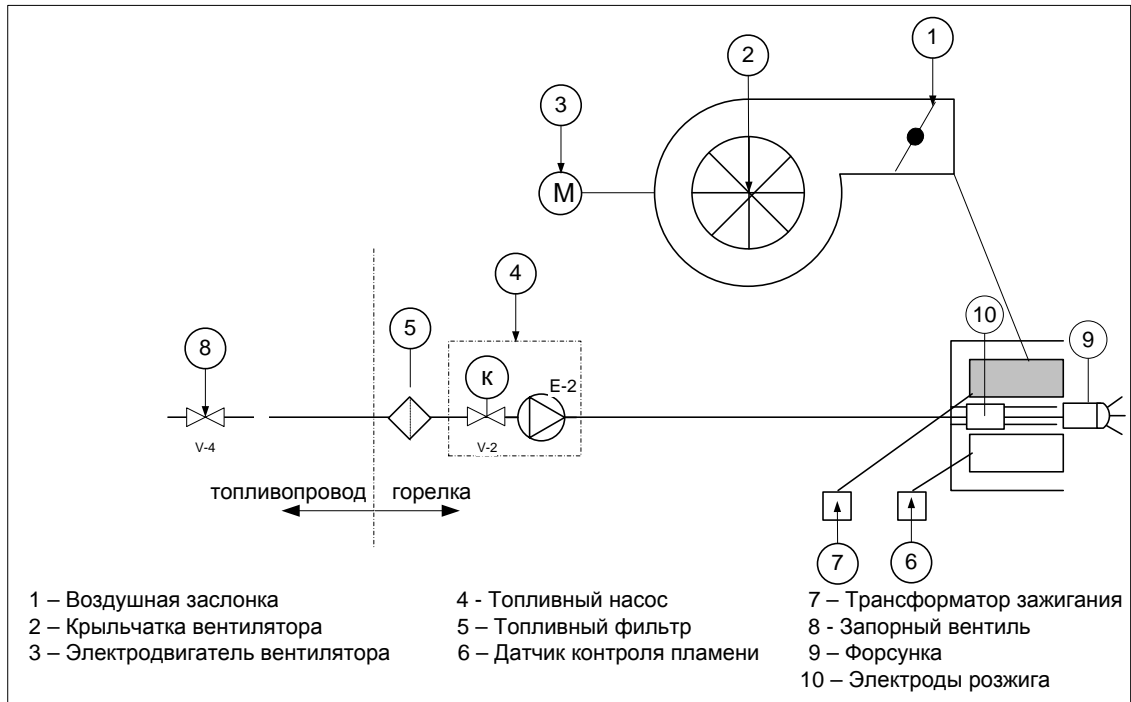 1
2
3
М
4
10
5
9
8
К
Е-2
V-4
V-2
топливопровод
горелка
7
6
1 – Воздушная заслонка
2 – Крыльчатка вентилятора
3 – Электродвигатель вентилятора
4 - Топливный насос
5 – Топливный фильтр
6 – Датчик контроля пламени
7 – Трансформатор зажигания
8 - Запорный вентиль
9 – Форсунка
10 – Электроды розжига